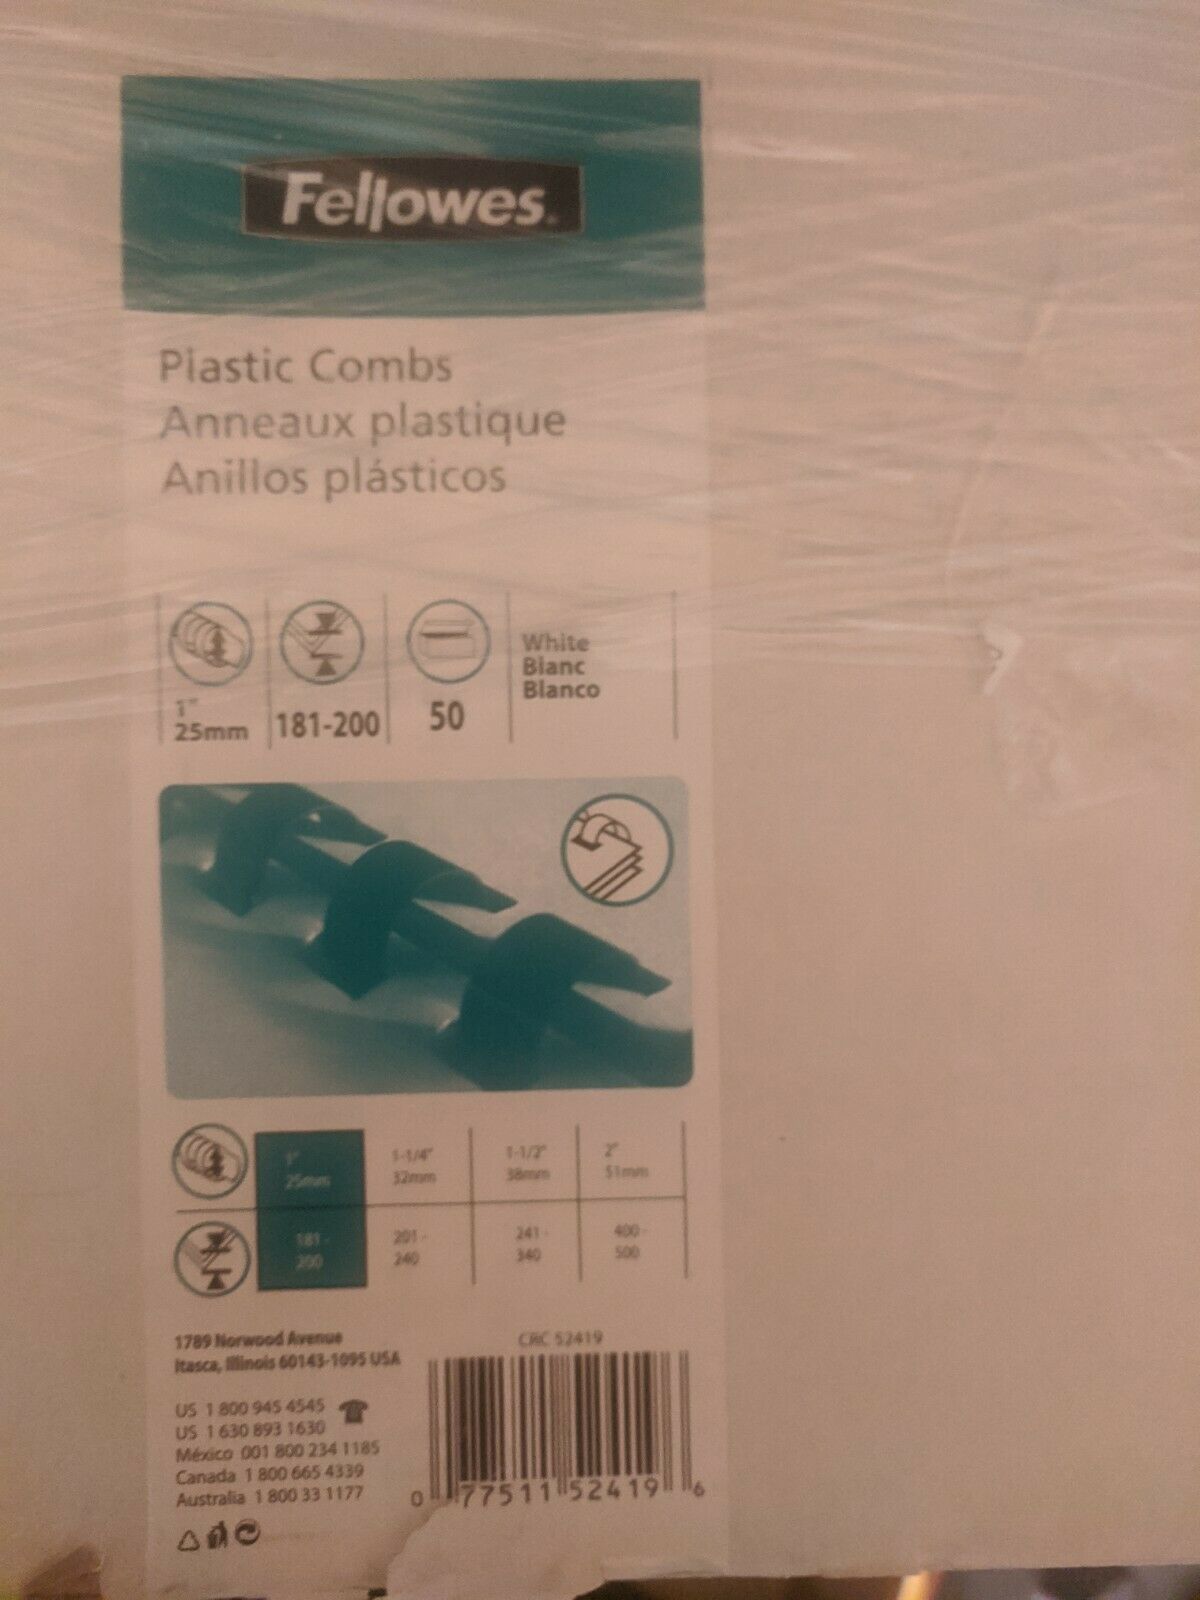 Fellowes
Plastic Combs
Anneaux plastique
Anillos plásticos
1"
25mm
181-200
50
White
Blanc
Blanco
1" 1-1/4" 1-1/2" 2"
25mm 32mm 38mm 51mm
181- 201- 241- 400-
200 240 340 500
1789 Norwood Avenue
Itasca, Illinois 60143-1095 USA
US 1 800 945 4545
US 1 630 893 1630
México 001 800 234 1185
Canada 1 800 665 4339
Australia 1 800 33 1177
CRC 52419
0 77511 52419 6